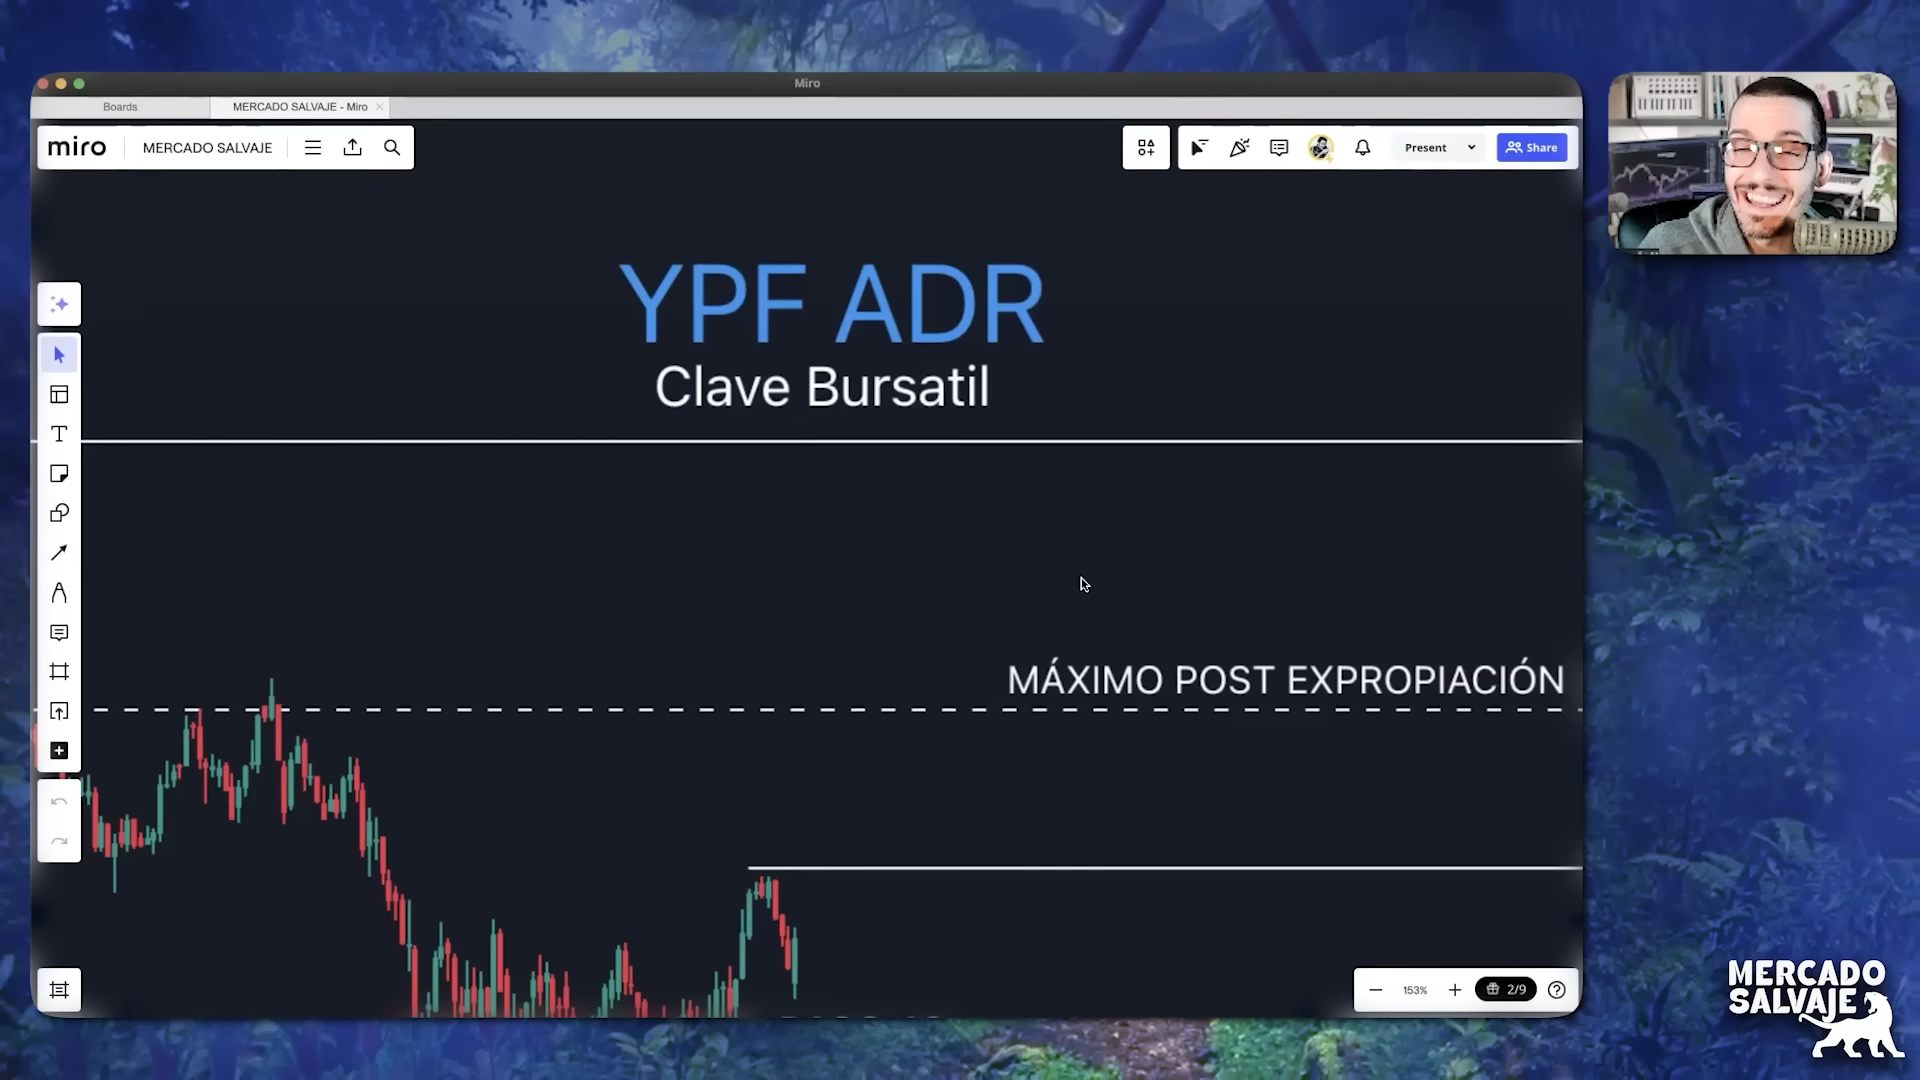 Miro
Boards
MERCADO SALVAJE - Miro
miro
MERCADO SALVAJE
Present
Share
YPF ADR
Clave Bursatil
MÁXIMO POST EXPROPIACIÓN
153%
2/9
MERCADO
SALVAJE